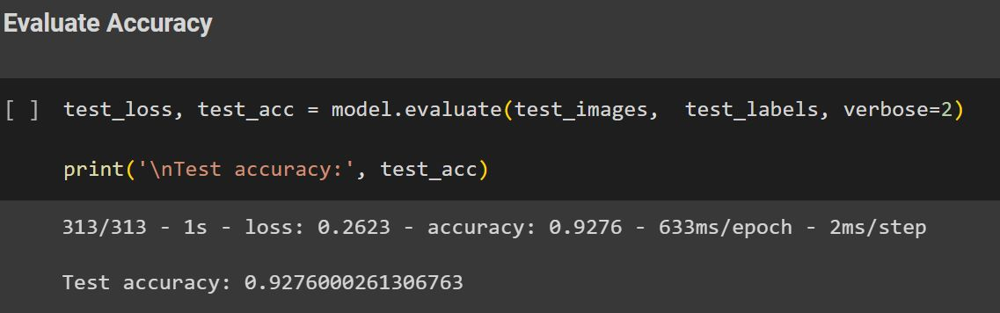 Evaluate Accuracy
[ ] test_loss, test_acc = model.evaluate(test_images,  test_labels, verbose=2)
print('\nTest accuracy:', test_acc)
313/313 - 1s - loss: 0.2623 - accuracy: 0.9276 - 633ms/epoch - 2ms/step
Test accuracy: 0.9276000261306763